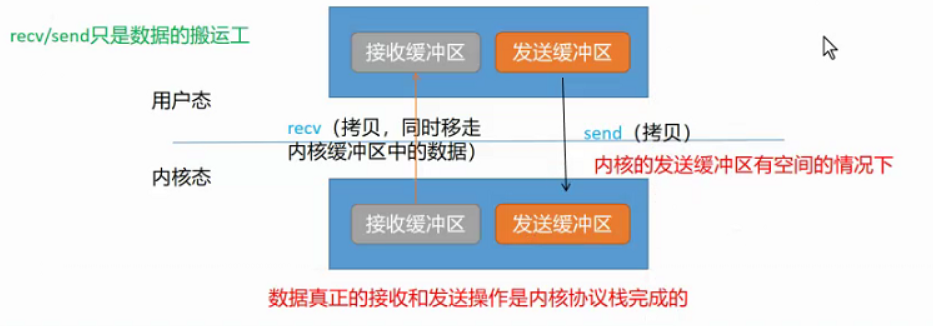 recv/send只是数据的搬运工
接收缓冲区
发送缓冲区
用户态
recv（拷贝，同时移走
内核缓冲区中的数据）
send（拷贝）
内核的发送缓冲区有空间的情况下
内核态
接收缓冲区
发送缓冲区
数据真正的接收和发送操作是内核协议栈完成的